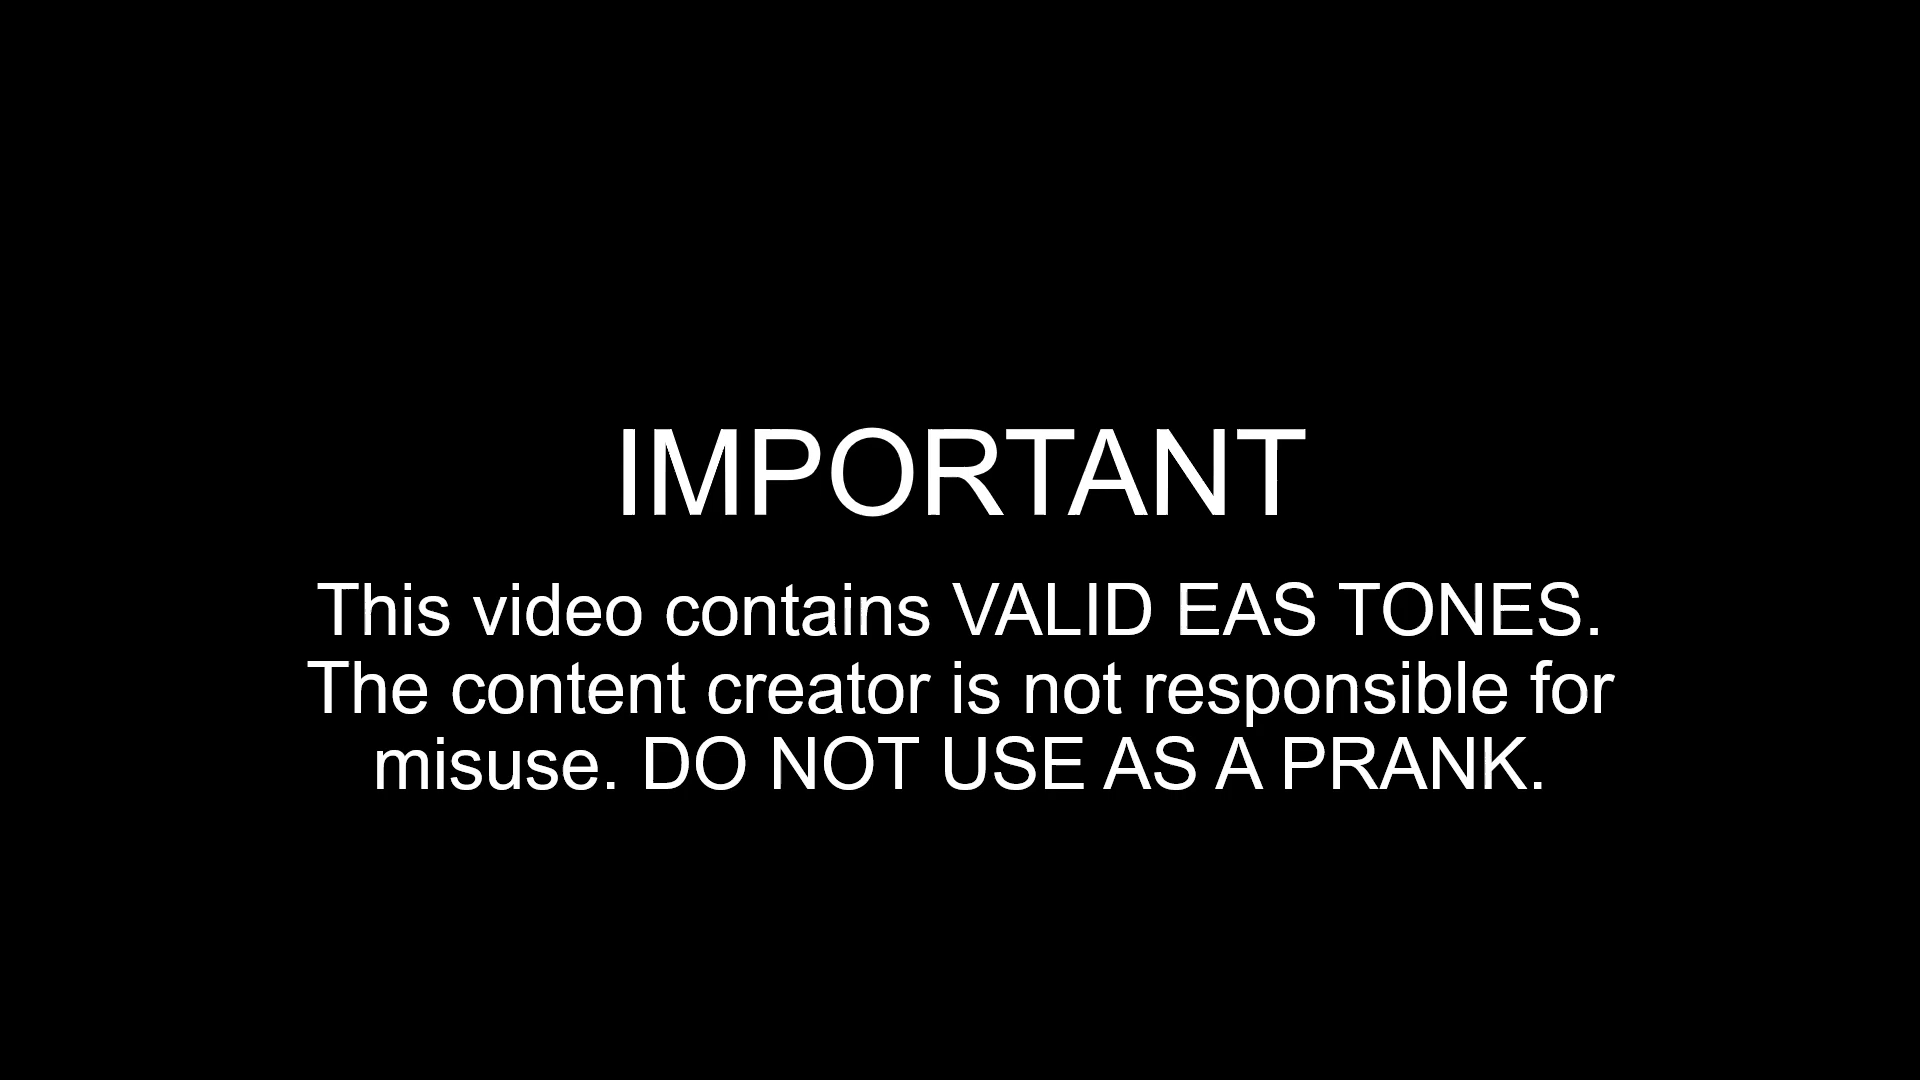 IMPORTANT
This video contains VALID EAS TONES.
The content creator is not responsible for
misuse. DO NOT USE AS A PRANK.